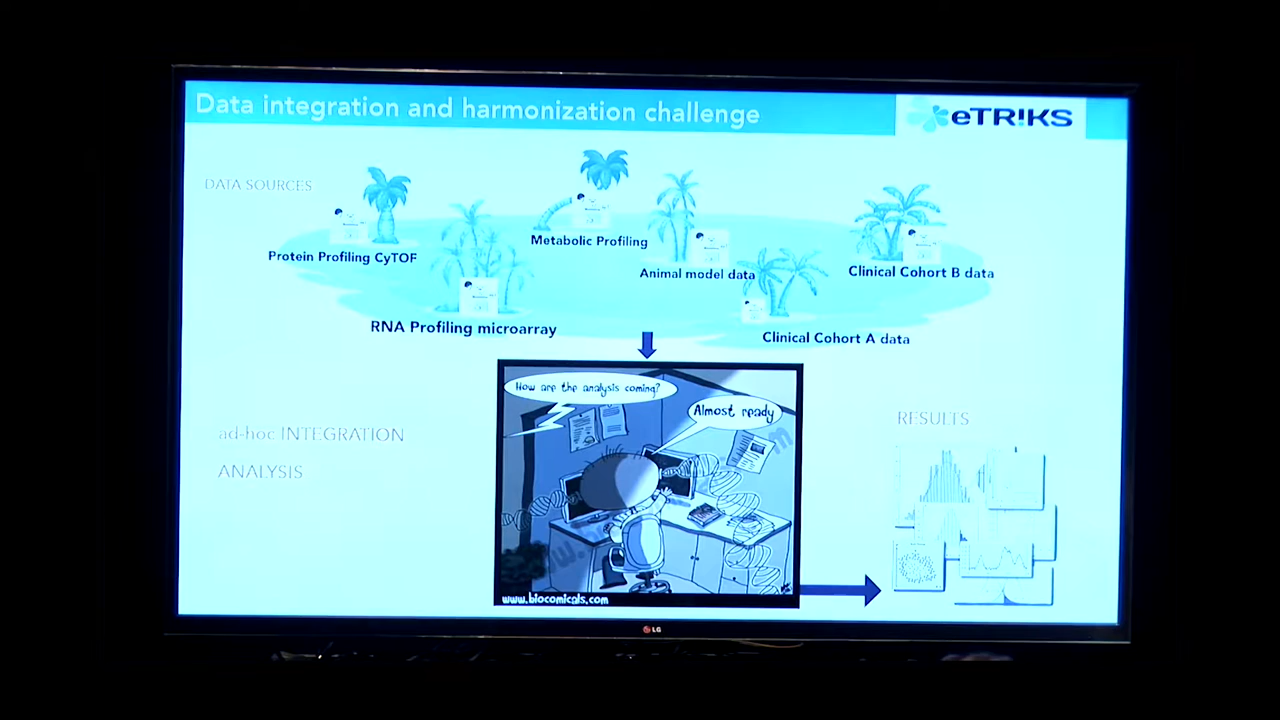 Data integration and harmonization challenge
eTR!KS
DATA SOURCES
Metabolic Profiling
Protein Profiling CyTOF
Animal model data
Clinical Cohort B data
RNA Profiling microarray
Clinical Cohort A data
How are the analysis coming?
Almost ready
ad-hoc INTEGRATION
ANALYSIS
RESULTS
www.biocomicals.com
LG